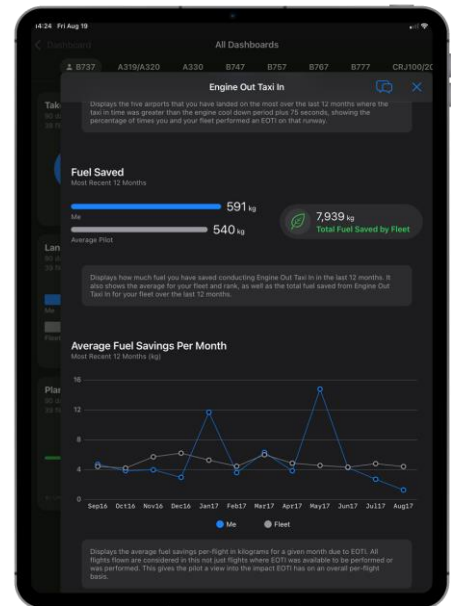 14:24 Fri Aug 19
Dashboard
All Dashboards
B737 A319/A320 A330 B747 B757 B767 B777 CRJ100/20
Engine Out Taxi In
Displays the five airports that you have landed on the most over the last 12 months where the
taxi in time was greater than the engine cool down period plus 75 seconds, showing the
percentage of times you and your fleet performed an EOTI on that runway.
Tak
Fuel Saved
Most Recent 12 Months
591 kg
Me
540 kg
Average Pilot
7,939 kg
Total Fuel Saved by Fleet
Lan
Displays how much fuel you have saved conducting Engine Out Taxi In in the last 12 months. It
also shows the average for your fleet and rank, as well as the total fuel saved from Engine Out
Taxi In for your fleet over the last 12 months.
Me
Fleet
Average Fuel Savings Per Month
Most Recent 12 Months (kg)
Plan
16
12
8
4
0
Sep16 Oct16 Nov16 Dec16 Jan17 Feb17 Mar17 Apr17 May17 Jun17 Jul17 Aug17
Me Fleet
Displays the average fuel savings per-flight in kilograms for a given month due to EOTI. All
flights flown are considered in this not just flights where EOTI was available to be performed or
was performed. This gives the pilot a view into the impact EOTI has on an overall per-flight
basis.